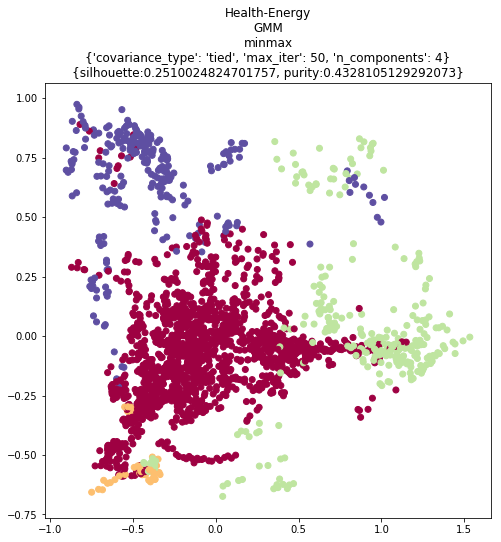 Health-Energy
GMM
minmax
{'covariance_type': 'tied', 'max_iter': 50, 'n_components': 4}
{silhouette:0.2510024824701757, purity:0.4328105129292073}
1.00
0.75
0.50
0.25
0.00
−0.25
−0.50
−0.75
−1.0 −0.5 0.0 0.5 1.0 1.5